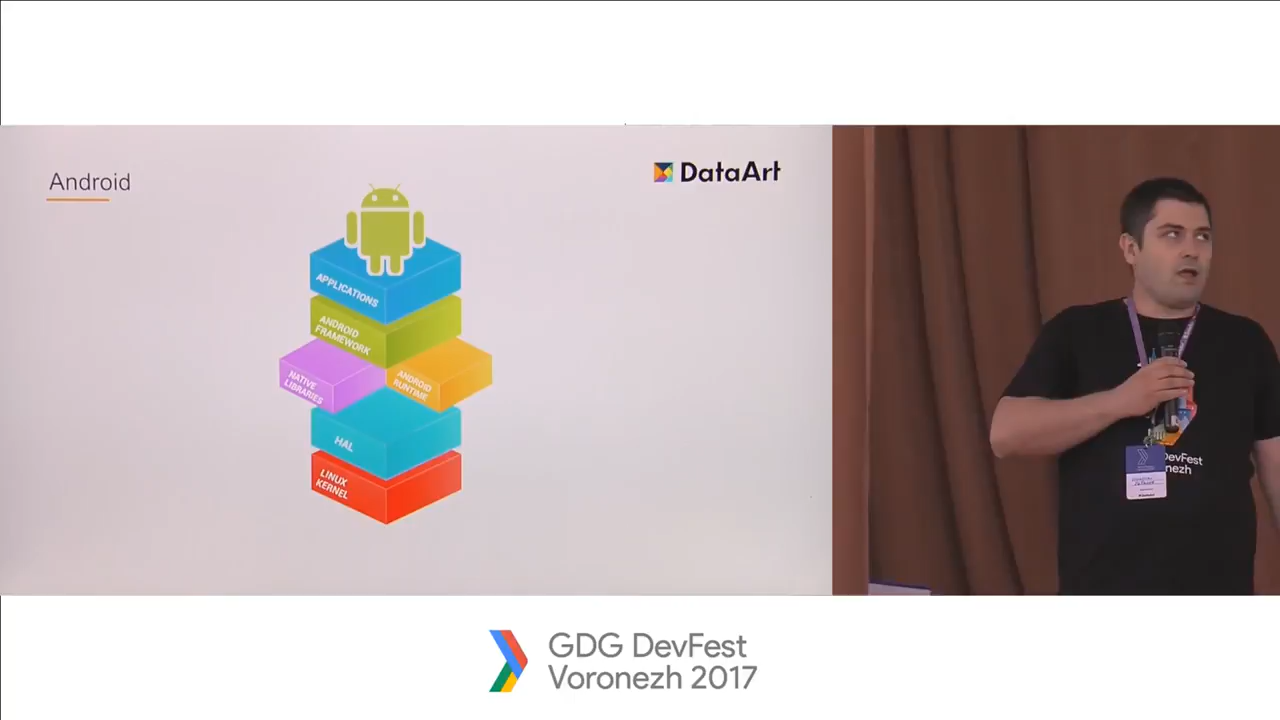 Android
DataArt
APPLICATIONS
ANDROID
FRAMEWORK
NATIVE
LIBRARIES
ANDROID
RUNTIME
HAL
LINUX
KERNEL
DevFest
nezh
GDG DevFest
Voronezh 2017